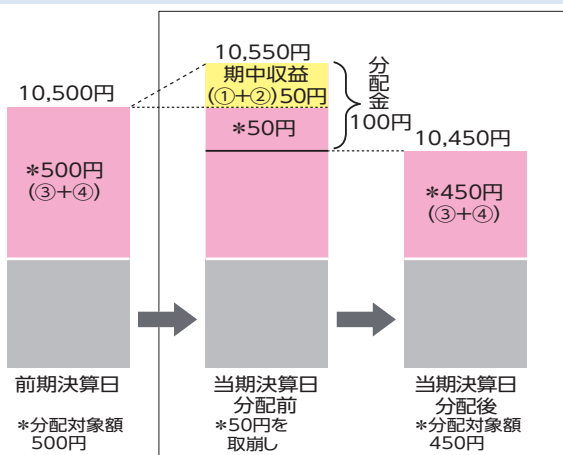 10,500円
*500円
(③+④)
前期決算日
*分配対象額
500円
10,550円
期中収益
(①+②)50円
*50円
分配金
100円
当期決算日
分配前
*50円を
取崩し
10,450円
*450円
(③+④)
当期決算日
分配後
*分配対象額
450円